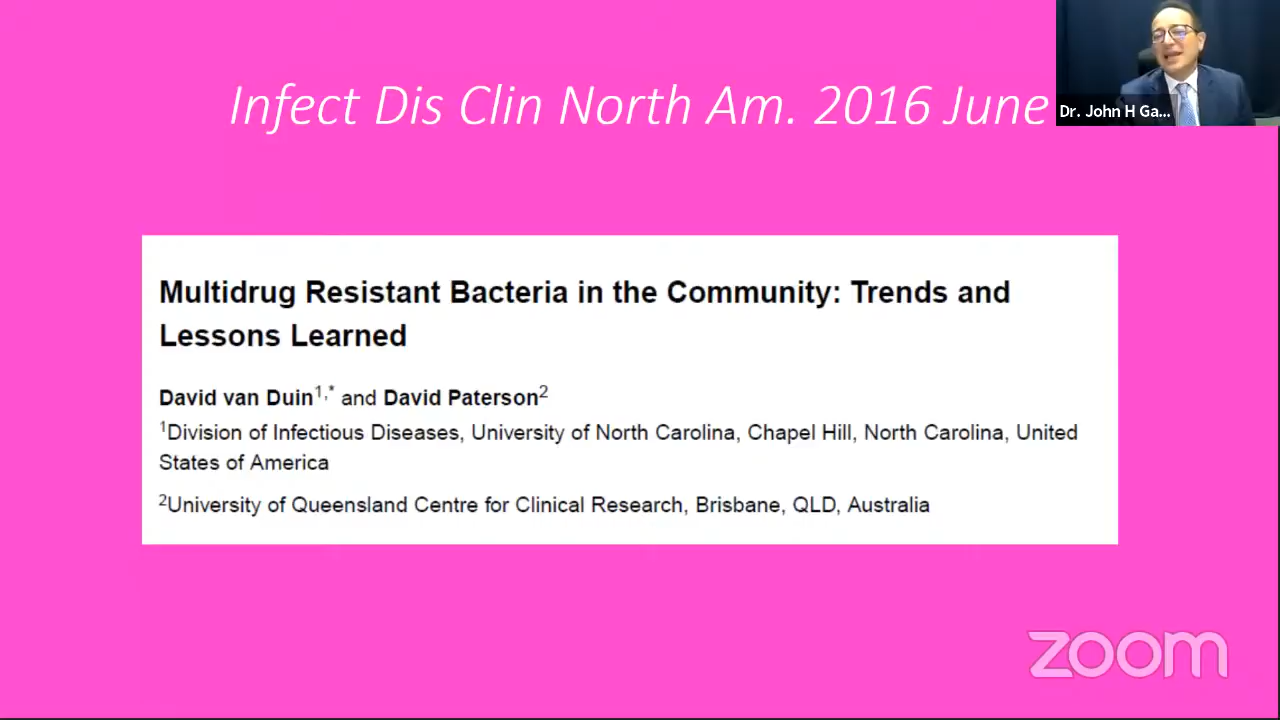 Infect Dis Clin North Am. 2016 June
Dr. John H Ga...
Multidrug Resistant Bacteria in the Community: Trends and
Lessons Learned
David van Duin1,* and David Paterson2
1Division of Infectious Diseases, University of North Carolina, Chapel Hill, North Carolina, United
States of America
2University of Queensland Centre for Clinical Research, Brisbane, QLD, Australia
zoom